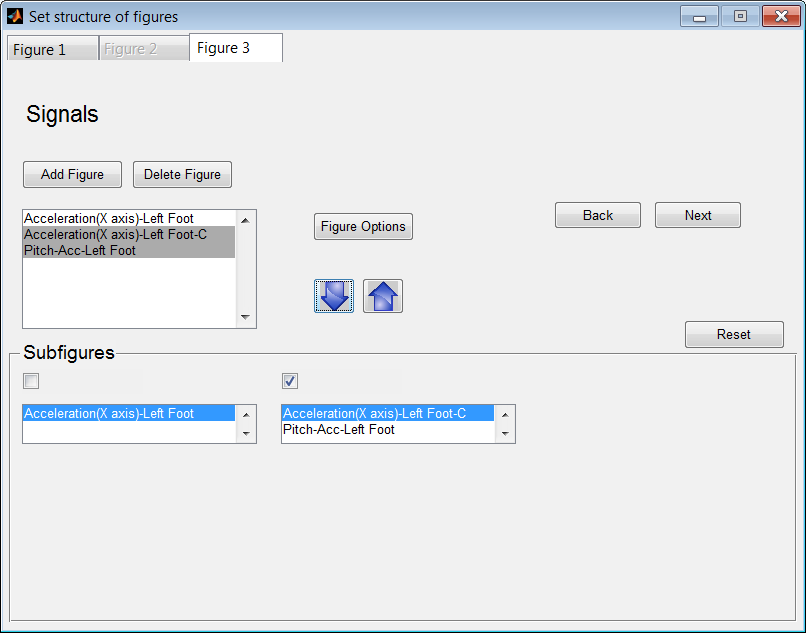 Set structure of figures
Figure 1
Figure 2
Figure 3
Signals
Add Figure
Delete Figure
Acceleration(X axis)-Left Foot
Acceleration(X axis)-Left Foot-C
Pitch-Acc-Left Foot
Figure Options
Back
Next
Reset
Subfigures
Acceleration(X axis)-Left Foot
Acceleration(X axis)-Left Foot-C
Pitch-Acc-Left Foot